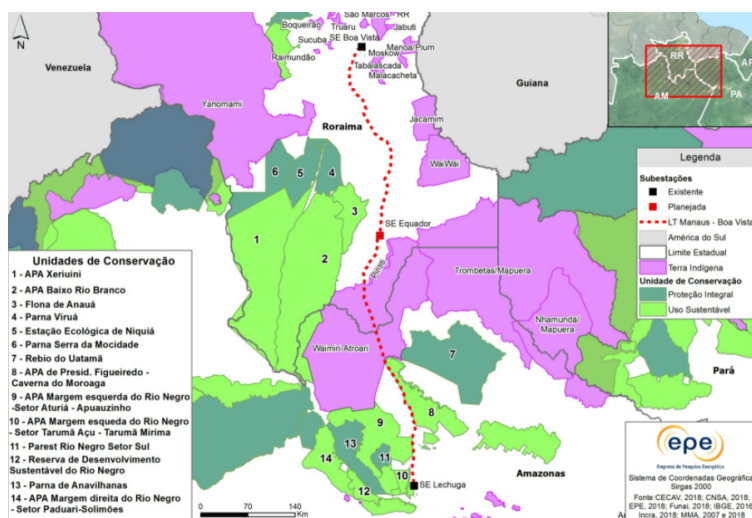 N
Venezuela
Boqueirão
São Marcos
RR
Truaru
Jabuti
Sucuba
SE Boa Vista
Raimundão
Moskow
Manoa/Pium
Tabalascada
Malacacheta
Guiana
Yanomami
Roraima
Jacamim
WaiWái
6
5
4
3
1
2
SE Equador
Pirititi
Trombetas/Mapuera
Nhamundá/
Mapuera
Waimiri-Atroari
7
8
9
13
11
14
10
12
SE Lechuga
Pará
Amazonas
RR
AP
AM
PA
Legenda
Subestações
Existente
Planejada
LT Manaus - Boa Vista
América do Sul
Limite Estadual
Terra Indígena
Unidade de Conservação
Proteção Integral
Uso Sustentável
Unidades de Conservação
1 - APA Xeriuini
2 - APA Baixo Rio Branco
3 - Flona de Anauá
4 - Parna Viruá
5 - Estação Ecológica de Niquiá
6 - Parna Serra da Mocidade
7 - Rebio do Uatamã
8 - APA de Presid. Figueiredo -
Caverna do Moroaga
9 - APA Margem esquerda do Rio Negro
-Setor Aturiá - Apuauzinho
10 - APA Margem esqueda do Rio Negro
- Setor Tarumã Açu - Tarumã Mirima
11 - Parest Rio Negro Setor Sul
12 - Reserva de Desenvolvimento
Sustentável do Rio Negro
13 - Parna de Anavilhanas
14 - APA Margem direita do Rio Negro
- Setor Paduari-Solimões
0 70 140
Km
epe
Empresa de Pesquisa Energética
Sistema de Coordenadas Geográfica
Sirgas 2000
Fonte:CECAV, 2018; CNSA, 2018;
EPE, 2018; Funai, 2018; IBGE, 201
Incra, 2018; MMA, 2007 e 2018